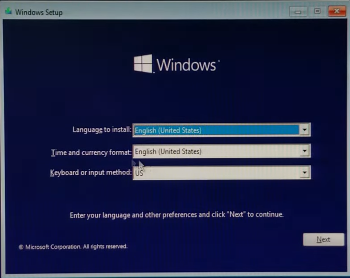 Windows Setup
Windows
Language to install: English (United States)
Time and currency format: English (United States)
Keyboard or input method: US
Enter your language and other preferences and click "Next" to continue.
© Microsoft Corporation. All rights reserved.
Next